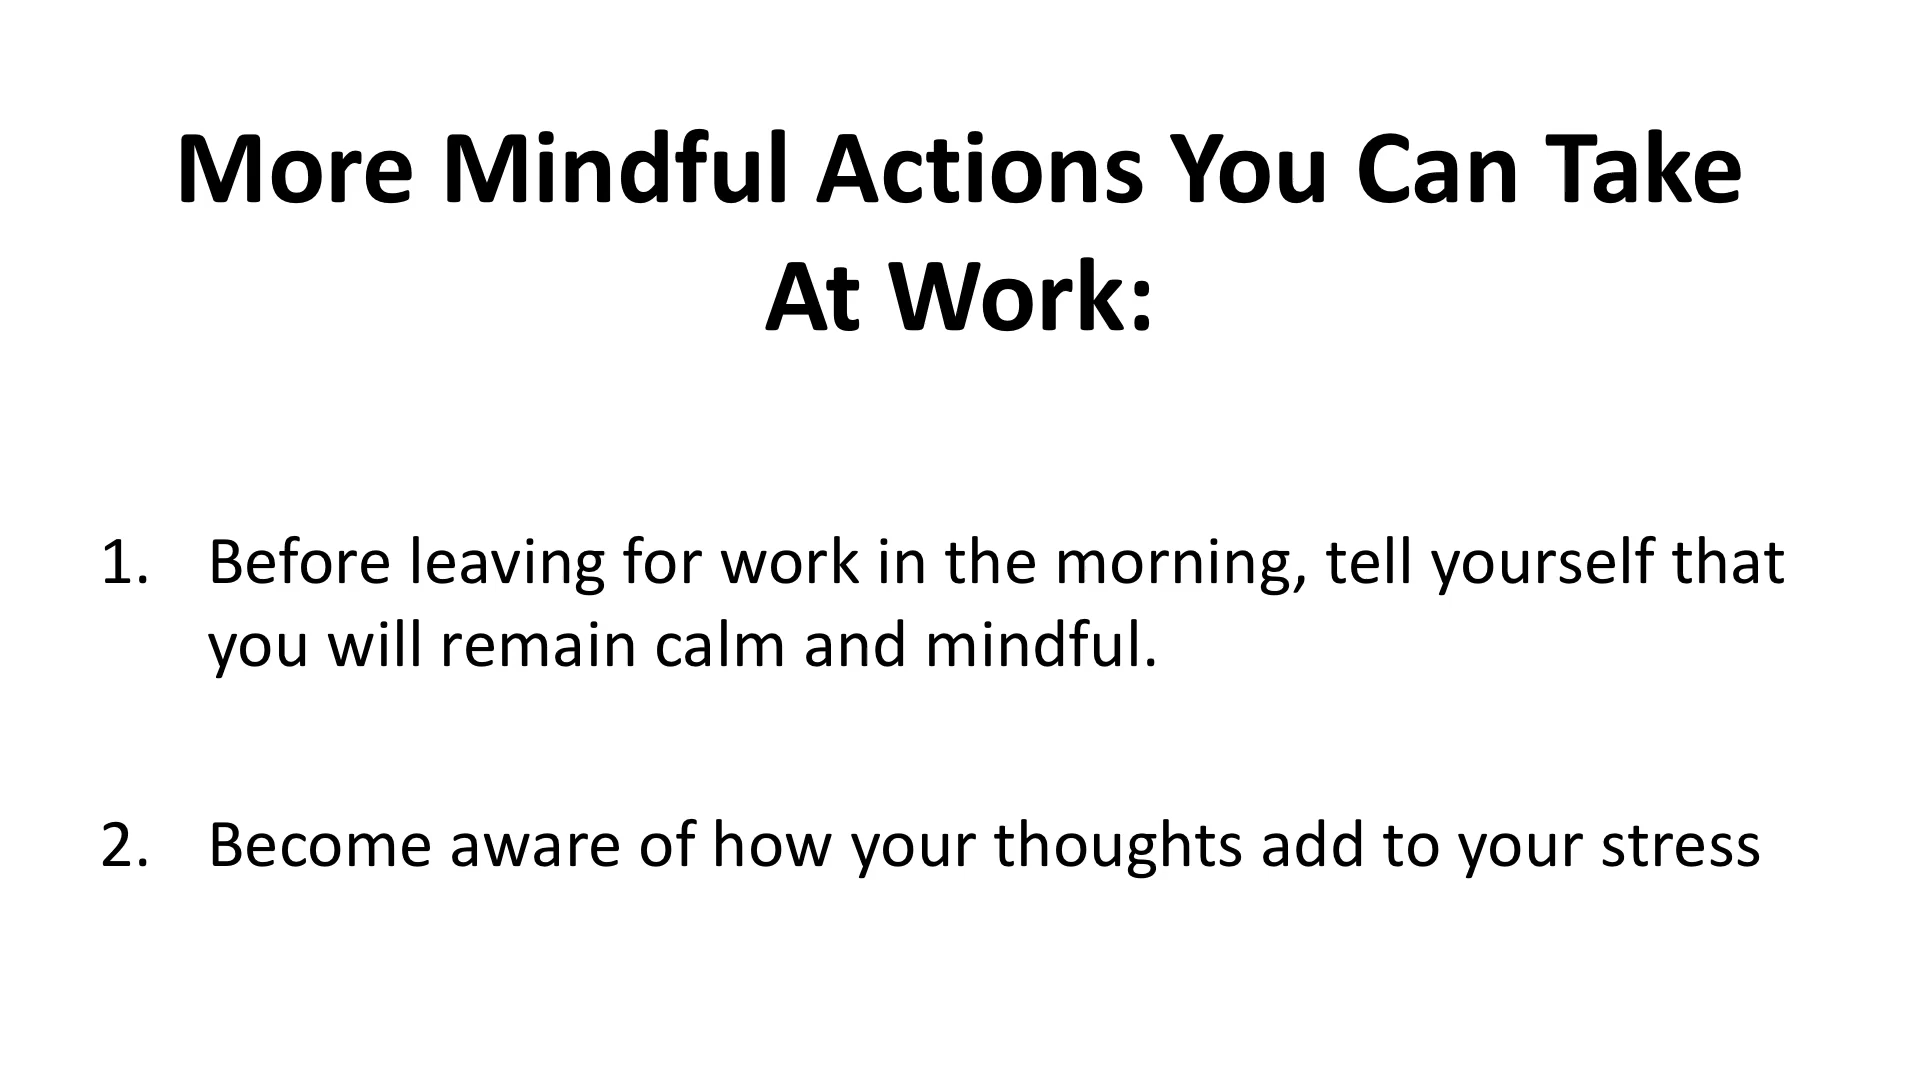 More Mindful Actions You Can Take
At Work:
1. Before leaving for work in the morning, tell yourself that
you will remain calm and mindful.
2. Become aware of how your thoughts add to your stress